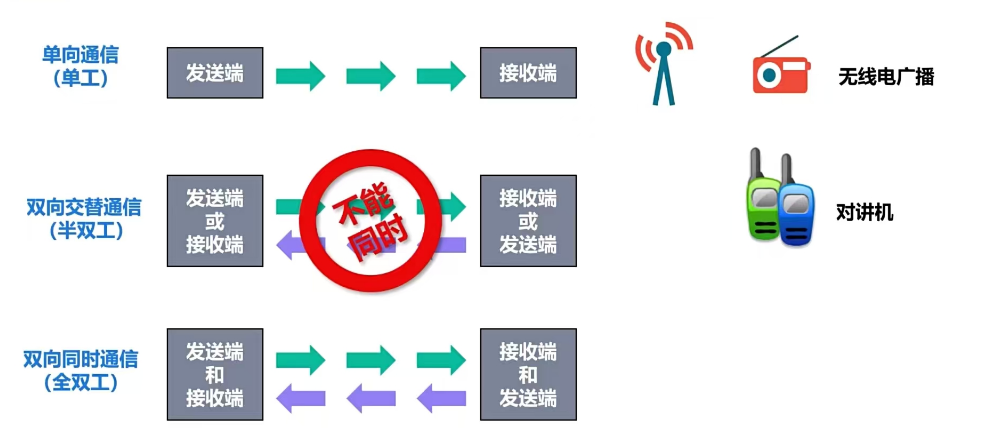 单向通信
（单工）
发送端
接收端
无线电广播
双向交替通信
（半双工）
发送端
或
接收端
不能
同时
接收端
或
发送端
对讲机
双向同时通信
（全双工）
发送端
和
接收端
接收端
和
发送端